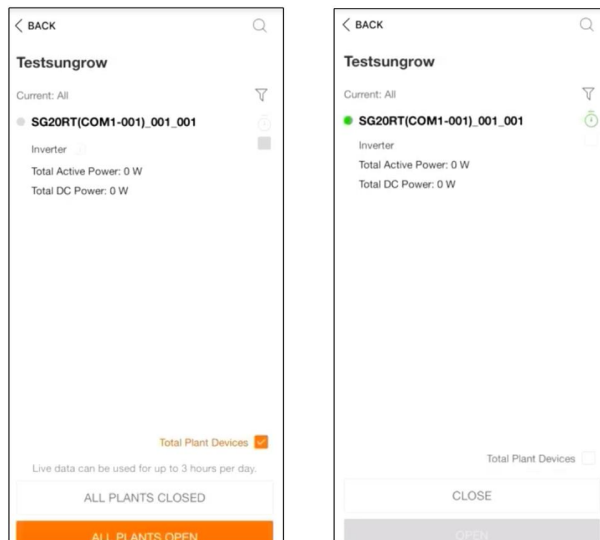 BACK
Testsungrow
Current: All
SG20RT(COM1-001)_001_001
Inverter
Total Active Power: 0 W
Total DC Power: 0 W
Total Plant Devices
Live data can be used for up to 3 hours per day.
ALL PLANTS CLOSED
ALL PLANTS OPEN
BACK
Testsungrow
Current: All
SG20RT(COM1-001)_001_001
Inverter
Total Active Power: 0 W
Total DC Power: 0 W
Total Plant Devices
CLOSE
OPEN